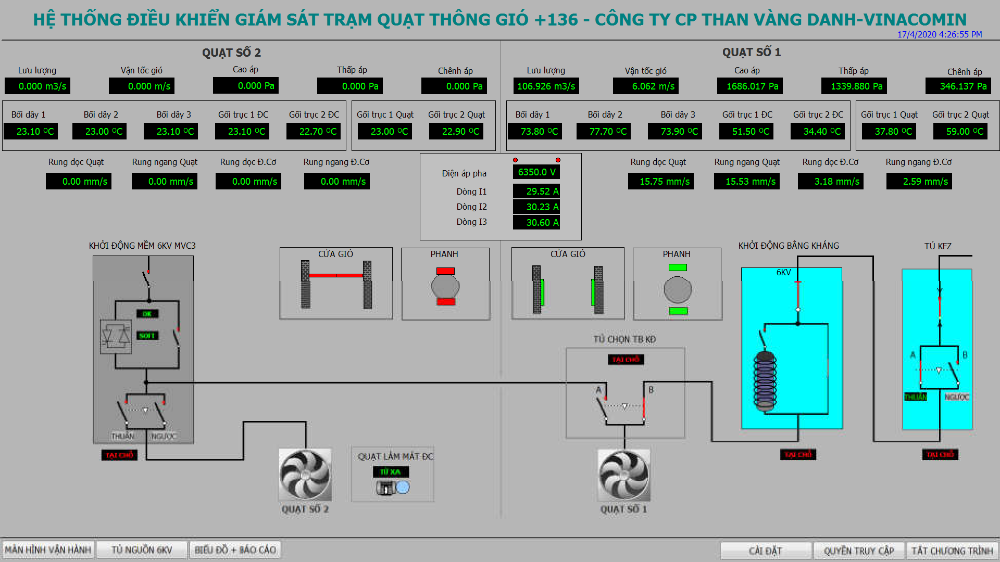 HỆ THỐNG ĐIỀU KHIỂN GIÁM SÁT TRẠM QUẠT THÔNG GIÓ +136 - CÔNG TY CP THAN VÀNG DANH-VINACOMIN
17/4/2020 4:26:55 PM
QUẠT SỐ 2
QUẠT SỐ 1
Lưu lượng Vận tốc gió Cao áp Thấp áp Chênh áp
0.000 m3/s 0.000 m/s 0.000 Pa 0.000 Pa 0.000 Pa
Lưu lượng Vận tốc gió Cao áp Thấp áp Chênh áp
106.926 m3/s 6.062 m/s 1686.017 Pa 1339.880 Pa 346.137 Pa
Bối dây 1 Bối dây 2 Bối dây 3 Gối trục 1 ĐC Gối trục 2 ĐC Gối trục 1 Quạt Gối trục 2 Quạt
23.10 ºC 23.00 ºC 23.10 ºC 23.10 ºC 22.70 ºC 23.00 ºC 22.90 ºC
Bối dây 1 Bối dây 2 Bối dây 3 Gối trục 1 ĐC Gối trục 2 ĐC Gối trục 1 Quạt Gối trục 2 Quạt
73.80 ºC 77.70 ºC 73.90 ºC 51.50 ºC 34.40 ºC 37.80 ºC 59.00 ºC
Rung dọc Quạt Rung ngang Quạt Rung dọc Đ.Cơ Rung ngang Đ.Cơ
0.00 mm/s 0.00 mm/s 0.00 mm/s 0.00 mm/s
Điện áp pha 6350.0 V
Dòng I1 29.52 A
Dòng I2 30.23 A
Dòng I3 30.60 A
Rung dọc Quạt Rung ngang Quạt Rung dọc Đ.Cơ Rung ngang Đ.Cơ
15.75 mm/s 15.53 mm/s 3.18 mm/s 2.59 mm/s
KHỞI ĐỘNG MỀM 6KV MVC3
OK
SOFT
THUẬN NGƯỢC
TẠI CHỖ
CỬA GIÓ
PHANH
CỬA GIÓ
PHANH
KHỞI ĐỘNG BẰNG KHÁNG
6KV
TẠI CHỖ
TỦ KFZ
A B
THUẬN NGƯỢC
TẠI CHỖ
TỦ CHỌN TB KĐ
TẠI CHỖ
A B
QUẠT SỐ 2
QUẠT LÀM MÁT ĐC
TỪ XA
QUẠT SỐ 1
MÀN HÌNH VẬN HÀNH TỦ NGUỒN 6KV BIỂU ĐỒ + BÁO CÁO CÀI ĐẶT QUYỀN TRUY CẬP TẮT CHƯƠNG TRÌNH